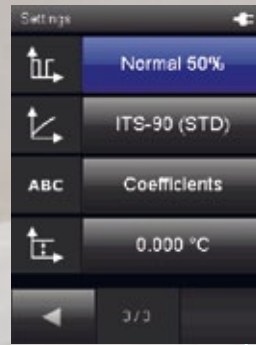 Settings
Normal 50%
ITS-90 (STD)
ABC
Coefficients
0.000 °C
3/3